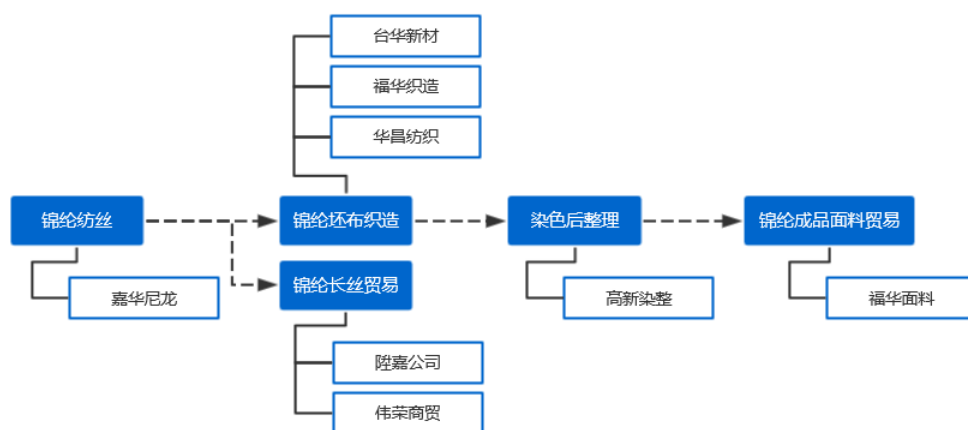 台华新材
福华织造
华昌纺织
锦纶纺丝
锦纶坯布织造
染色后整理
锦纶成品面料贸易
嘉华尼龙
锦纶长丝贸易
高新染整
福华面料
陞嘉公司
伟荣商贸